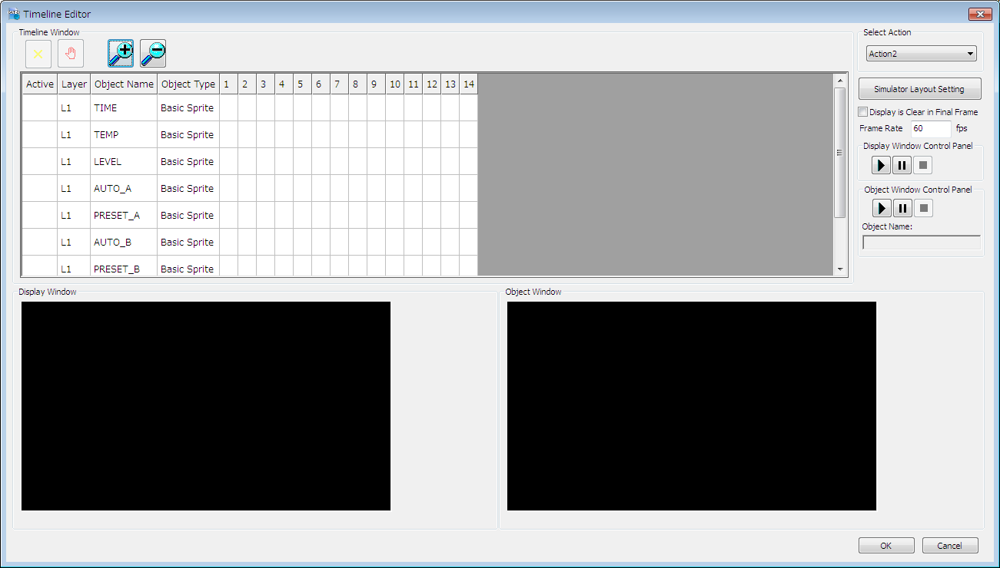 Timeline Editor
Timeline Window
Active Layer Object Name Object Type 1 2 3 4 5 6 7 8 9 10 11 12 13 14
L1 TIME Basic Sprite
L1 TEMP Basic Sprite
L1 LEVEL Basic Sprite
L1 AUTO_A Basic Sprite
L1 PRESET_A Basic Sprite
L1 AUTO_B Basic Sprite
L1 PRESET_B Basic Sprite
Select Action
Action2
Simulator Layout Setting
Display is Clear in Final Frame
Frame Rate 60 fps
Display Window Control Panel
Object Window Control Panel
Object Name:
Display Window
Object Window
OK Cancel